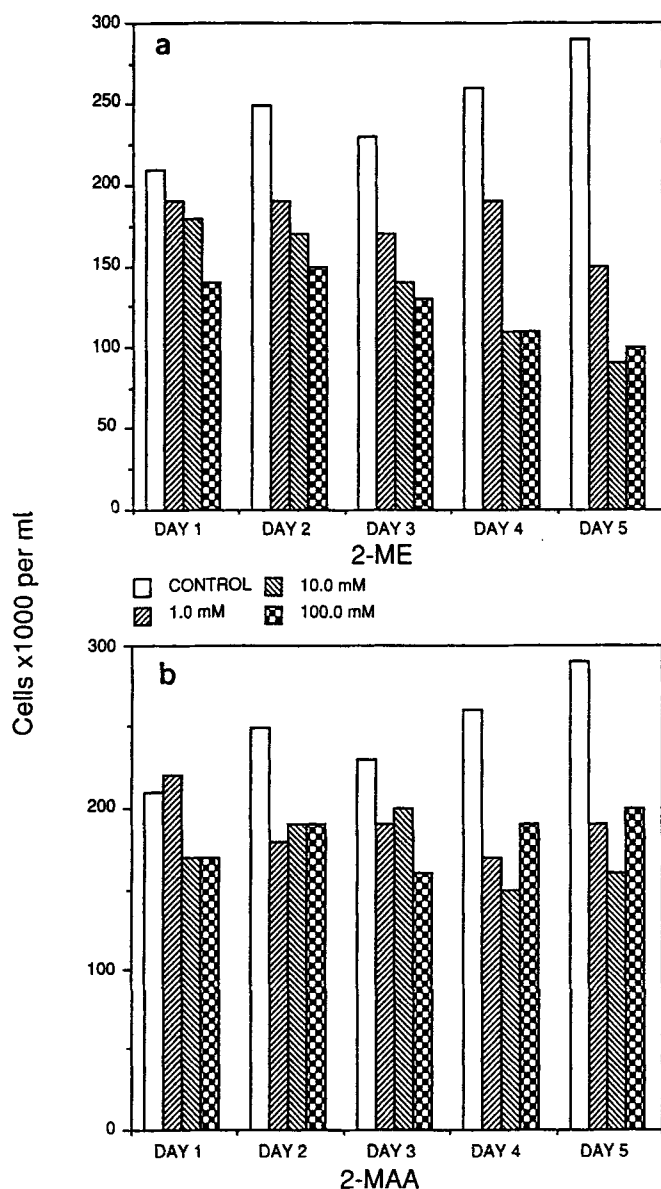 300
a
250
200
150
100
50
0
DAY 1 DAY 2 DAY 3 DAY 4 DAY 5
2-ME
CONTROL 10.0 mM
1.0 mM 100.0 mM
Cells x1000 per ml
300
b
200
100
0
DAY 1 DAY 2 DAY 3 DAY 4 DAY 5
2-MAA